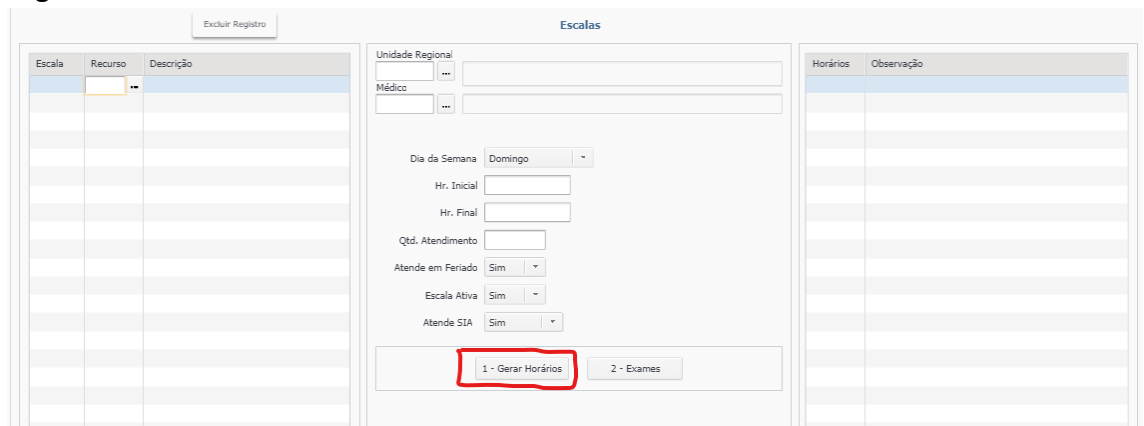 Excluir Registro
Escalas
Escala Recurso Descrição
...
Unidade Regional
...
Médico
...
Dia da Semana Domingo
Hr. Inicial
Hr. Final
Qtd. Atendimento
Atende em Feriado Sim
Escala Ativa Sim
Atende SIA Sim
1 - Gerar Horários 2 - Exames
Horários Observação